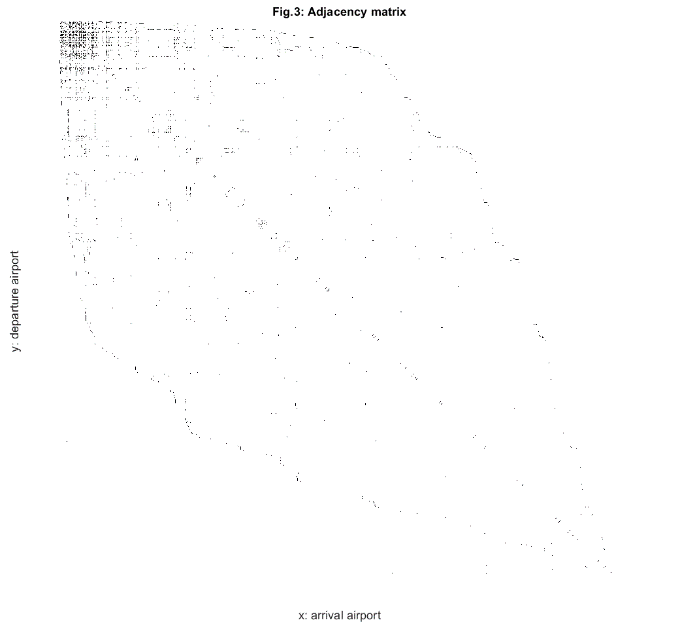 Fig.3: Adjacency matrix
y: departure airport
x: arrival airport